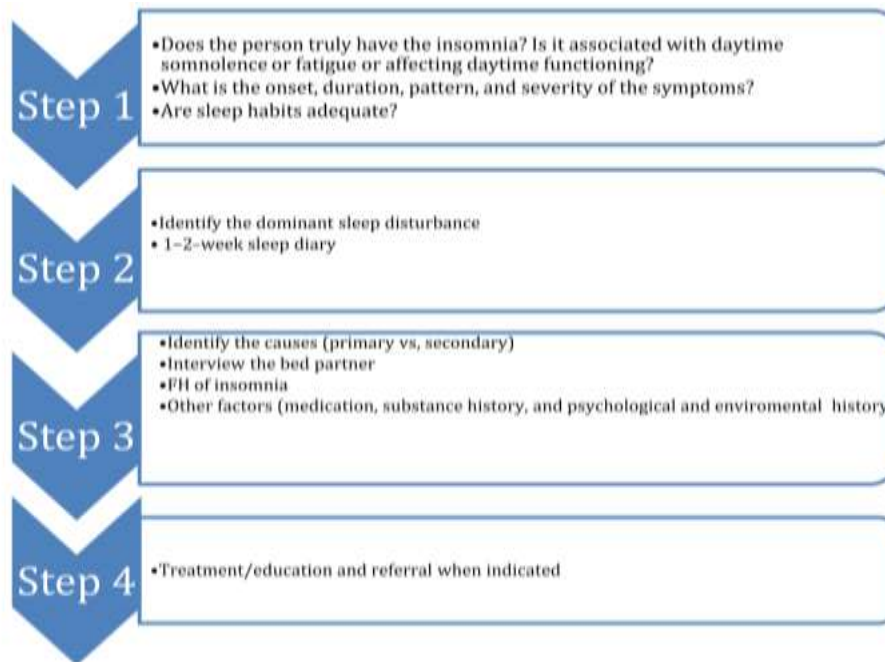 Step 1
•Does the person truly have the insomnia? Is it associated with daytime
somnolence or fatigue or affecting daytime functioning?
•What is the onset, duration, pattern, and severity of the symptoms?
•Are sleep habits adequate?
Step 2
•Identify the dominant sleep disturbance
• 1–2–week sleep diary
Step 3
•Identify the causes (primary vs, secondary)
•Interview the bed partner
•FH of insomnia
•Other factors (medication, substance history, and psychological and enviromental history
Step 4
•Treatment/education and referral when indicated